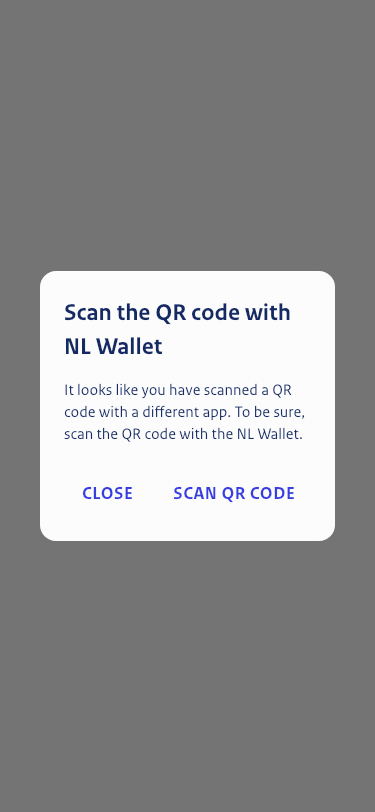 Scan the QR code with
NL Wallet
It looks like you have scanned a QR
code with a different app. To be sure,
scan the QR code with the NL Wallet.
CLOSE SCAN QR CODE